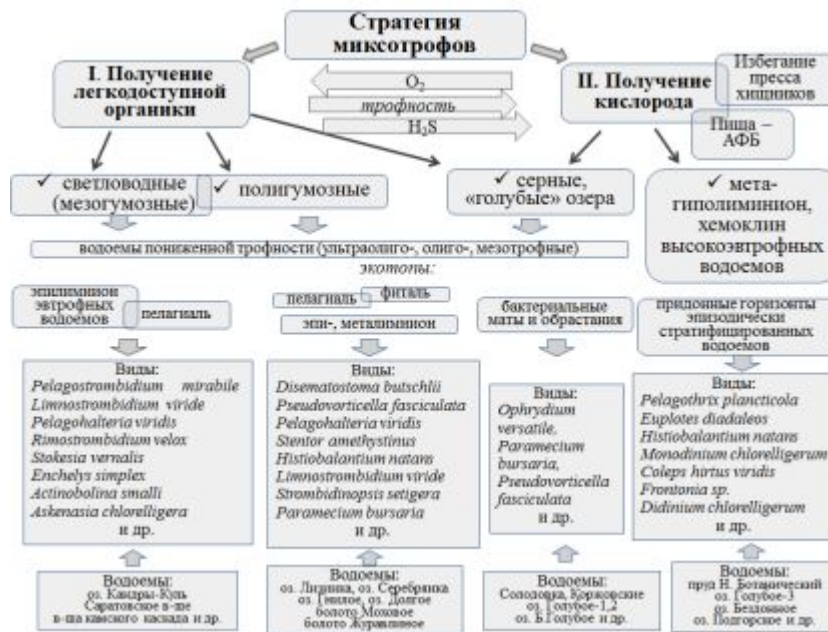 Стратегия
миксотрофов
I. Получение
легкодоступной
органики
O₂
трофность
H₂S
II. Получение
кислорода
Избегание
пресса
хищников
Пища –
АФБ
✓ светловодные
(мезогумозные)
✓ полигумозные
✓ серные,
«голубые» озера
✓ мета-
гиполиминион,
хемоклин
высокоэвтрофных
водоемов
водоемы пониженной трофности (ультраолиго-, олиго-, мезотрофные)
экотопы:
эпилимнион
эвтрофных
водоемов
пелагиаль
пелагиаль
фиталь
эпи-, металимнион
бактериальные
маты и обрастания
придонные горизонты
эпизодически
стратифицированных
водоемов
Виды:
Pelagostrombidium mirabile
Limnostrombidium viride
Pelagohalteria viridis
Rimostrombidium velox
Stokesia vernalis
Enchelys simplex
Actinobolina smalli
Askenasia chlorelligera
и др.
Виды:
Disematostoma butschlii
Pseudovorticella fasciculata
Pelagohalteria viridis
Stentor amethystinus
Histiobalantium natans
Limnostrombidium viride
Strombidinopsis setigera
Paramecium bursaria
и др.
Виды:
Ophrydium
versatile,
Paramecium
bursaria,
Pseudovorticella
fasciculata
и др.
Виды:
Pelagothrix plancticola
Euplotes diadaleos
Histiobalantium natans
Monodinium chlorelligerum
Coleps hirtus viridis
Frontonia sp.
Didinium chlorelligerum
и др.
Водоемы:
оз. Кандры-Куль
Саратовское в-ще
в-ща камского каскада и др.
Водоемы:
оз. Лизинка, оз. Серебрянка
оз. Гнилое, оз. Долгое
болото Моховое
болото Журавлиное
Водоемы:
Солодовка, Коржовские
оз. Голубое-1,2
оз. Б.Голубое и др.
Водоемы:
пруд Н. Ботанический
оз. Голубое-3
оз. Бездонное
оз. Подгорское и др.